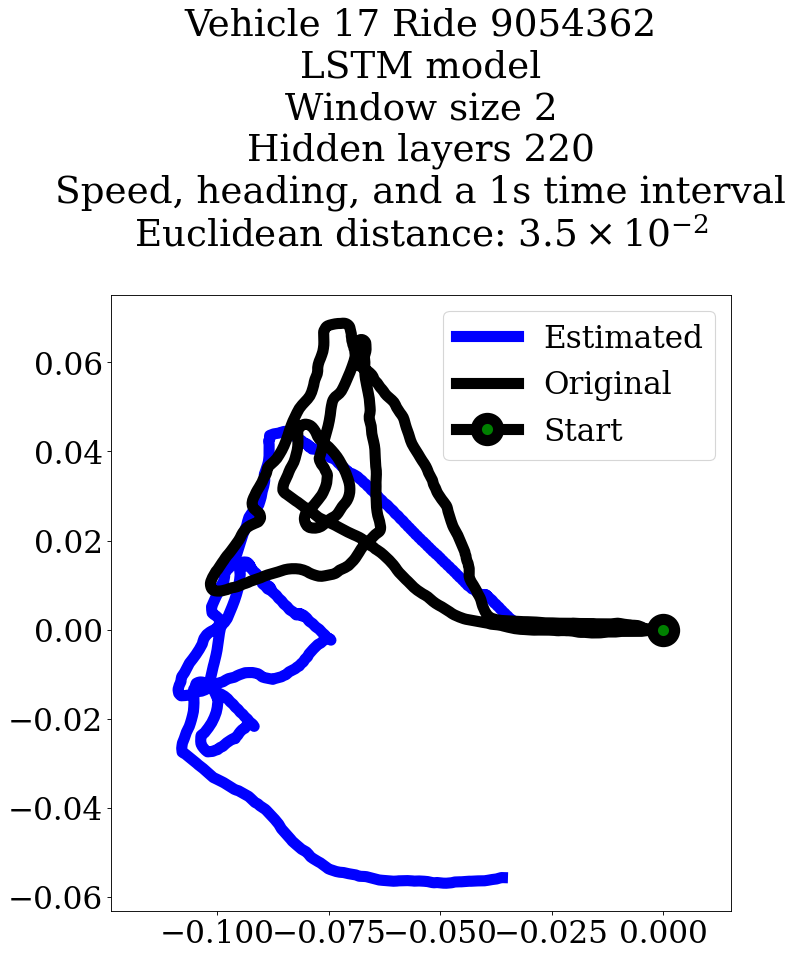 Vehicle 17 Ride 9054362
LSTM model
Window size 2
Hidden layers 220
Speed, heading, and a 1s time interval
Euclidean distance: 3.5 × 10⁻²
Estimated
Original
Start
0.06
0.04
0.02
0.00
−0.02
−0.04
−0.06
−0.100 −0.075 −0.050 −0.025 0.000